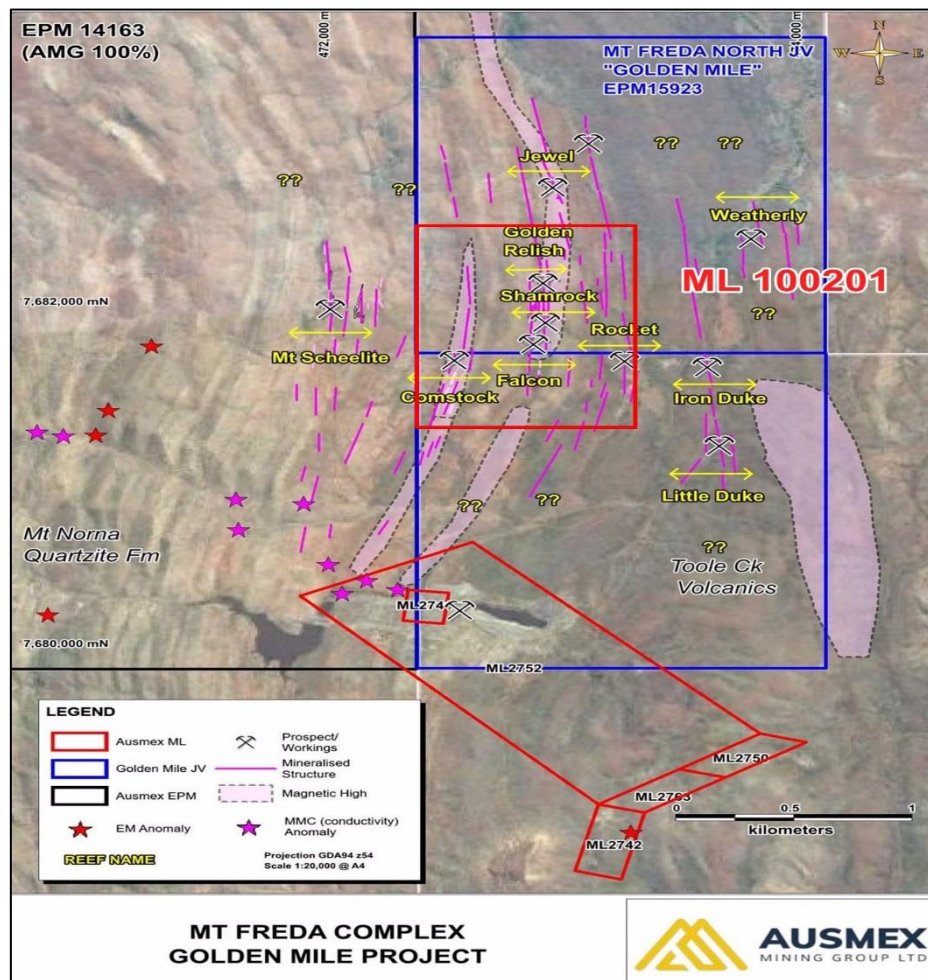 EPM 14163
(AMG 100%)
472,000 mE
MT FREDA NORTH JV
"GOLDEN MILE"
EPM15923
N
W
E
S
??
??
??
??
Jewel
Weatherly
Golden
Relish
ML 100201
7,682,000 mN
Shamrock
??
Rocket
Mt Scheelite
Comstock
Falcon
Iron Duke
Little Duke
??
??
Mt Norna
Quartzite Fm
??
Toole Ck
Volcanics
ML274
7,680,000 mN
ML2752
ML2750
ML2763
ML2742
0
0.5
1
kilometers
LEGEND
Ausmex ML
Prospect/
Workings
Golden Mile JV
Mineralised
Structure
Ausmex EPM
Magnetic High
EM Anomaly
MMC (conductivity)
Anomaly
REEF NAME
Projection GDA94 z54
Scale 1:20,000 @ A4
MT FREDA COMPLEX
GOLDEN MILE PROJECT
AUSMEX
MINING GROUP LTD